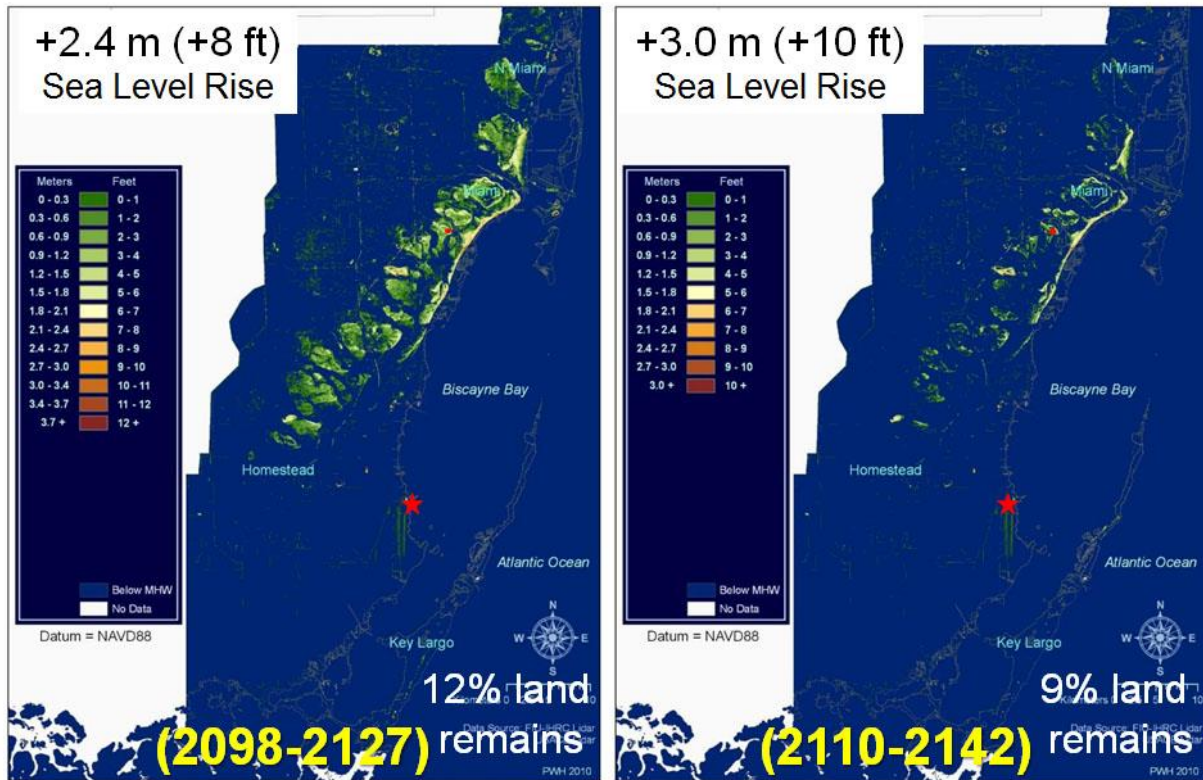 +2.4 m (+8 ft)
Sea Level Rise
N Miami
Meters Feet
0 - 0.3 0 - 1
0.3 - 0.6 1 - 2
0.6 - 0.9 2 - 3
0.9 - 1.2 3 - 4
1.2 - 1.5 4 - 5
1.5 - 1.8 5 - 6
1.8 - 2.1 6 - 7
2.1 - 2.4 7 - 8
2.4 - 2.7 8 - 9
2.7 - 3.0 9 - 10
3.0 - 3.4 10 - 11
3.4 - 3.7 11 - 12
3.7 + 12 +
Miami
Biscayne Bay
Homestead
Atlantic Ocean
Below MHW
No Data
Datum = NAVD88
Key Largo
N
W E
S
12% land
remains
(2098-2127)
Data Source:
PWH 2010
+3.0 m (+10 ft)
Sea Level Rise
N Miami
Meters Feet
0 - 0.3 0 - 1
0.3 - 0.6 1 - 2
0.6 - 0.9 2 - 3
0.9 - 1.2 3 - 4
1.2 - 1.5 4 - 5
1.5 - 1.8 5 - 6
1.8 - 2.1 6 - 7
2.1 - 2.4 7 - 8
2.4 - 2.7 8 - 9
2.7 - 3.0 9 - 10
3.0 + 10 +
Miami
Biscayne Bay
Homestead
Atlantic Ocean
Below MHW
No Data
Datum = NAVD88
Key Largo
N
W E
S
9% land
remains
(2110-2142)
PWH 2010